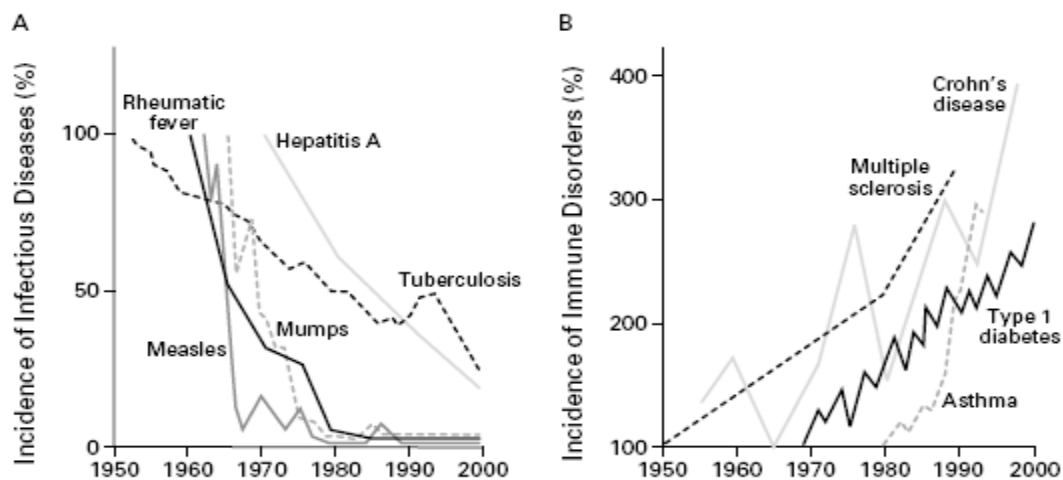 A
Incidence of Infectious Diseases (%)
100
50
0
Rheumatic
fever
Hepatitis A
Tuberculosis
Mumps
Measles
1950 1960 1970 1980 1990 2000
B
Incidence of Immune Disorders (%)
400
300
200
100
Crohn's
disease
Multiple
sclerosis
Type 1
diabetes
Asthma
1950 1960 1970 1980 1990 2000